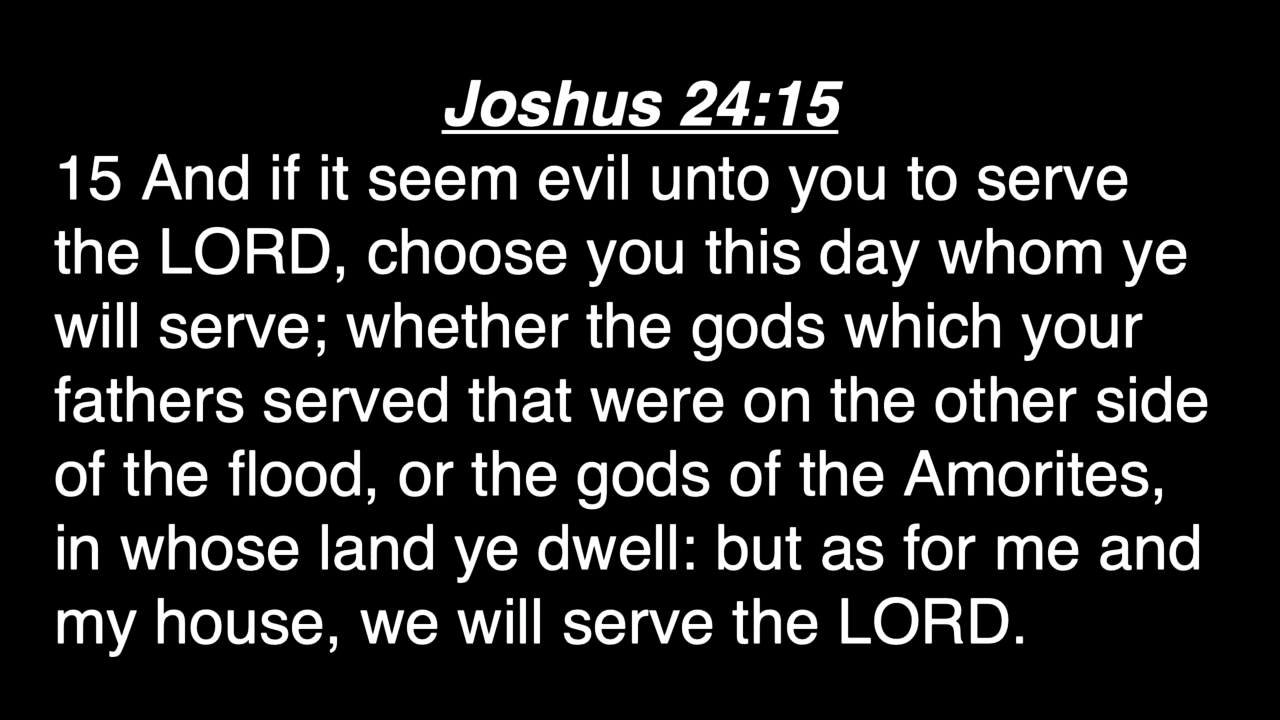 Joshus 24:15
15 And if it seem evil unto you to serve
the LORD, choose you this day whom ye
will serve; whether the gods which your
fathers served that were on the other side
of the flood, or the gods of the Amorites,
in whose land ye dwell: but as for me and
my house, we will serve the LORD.